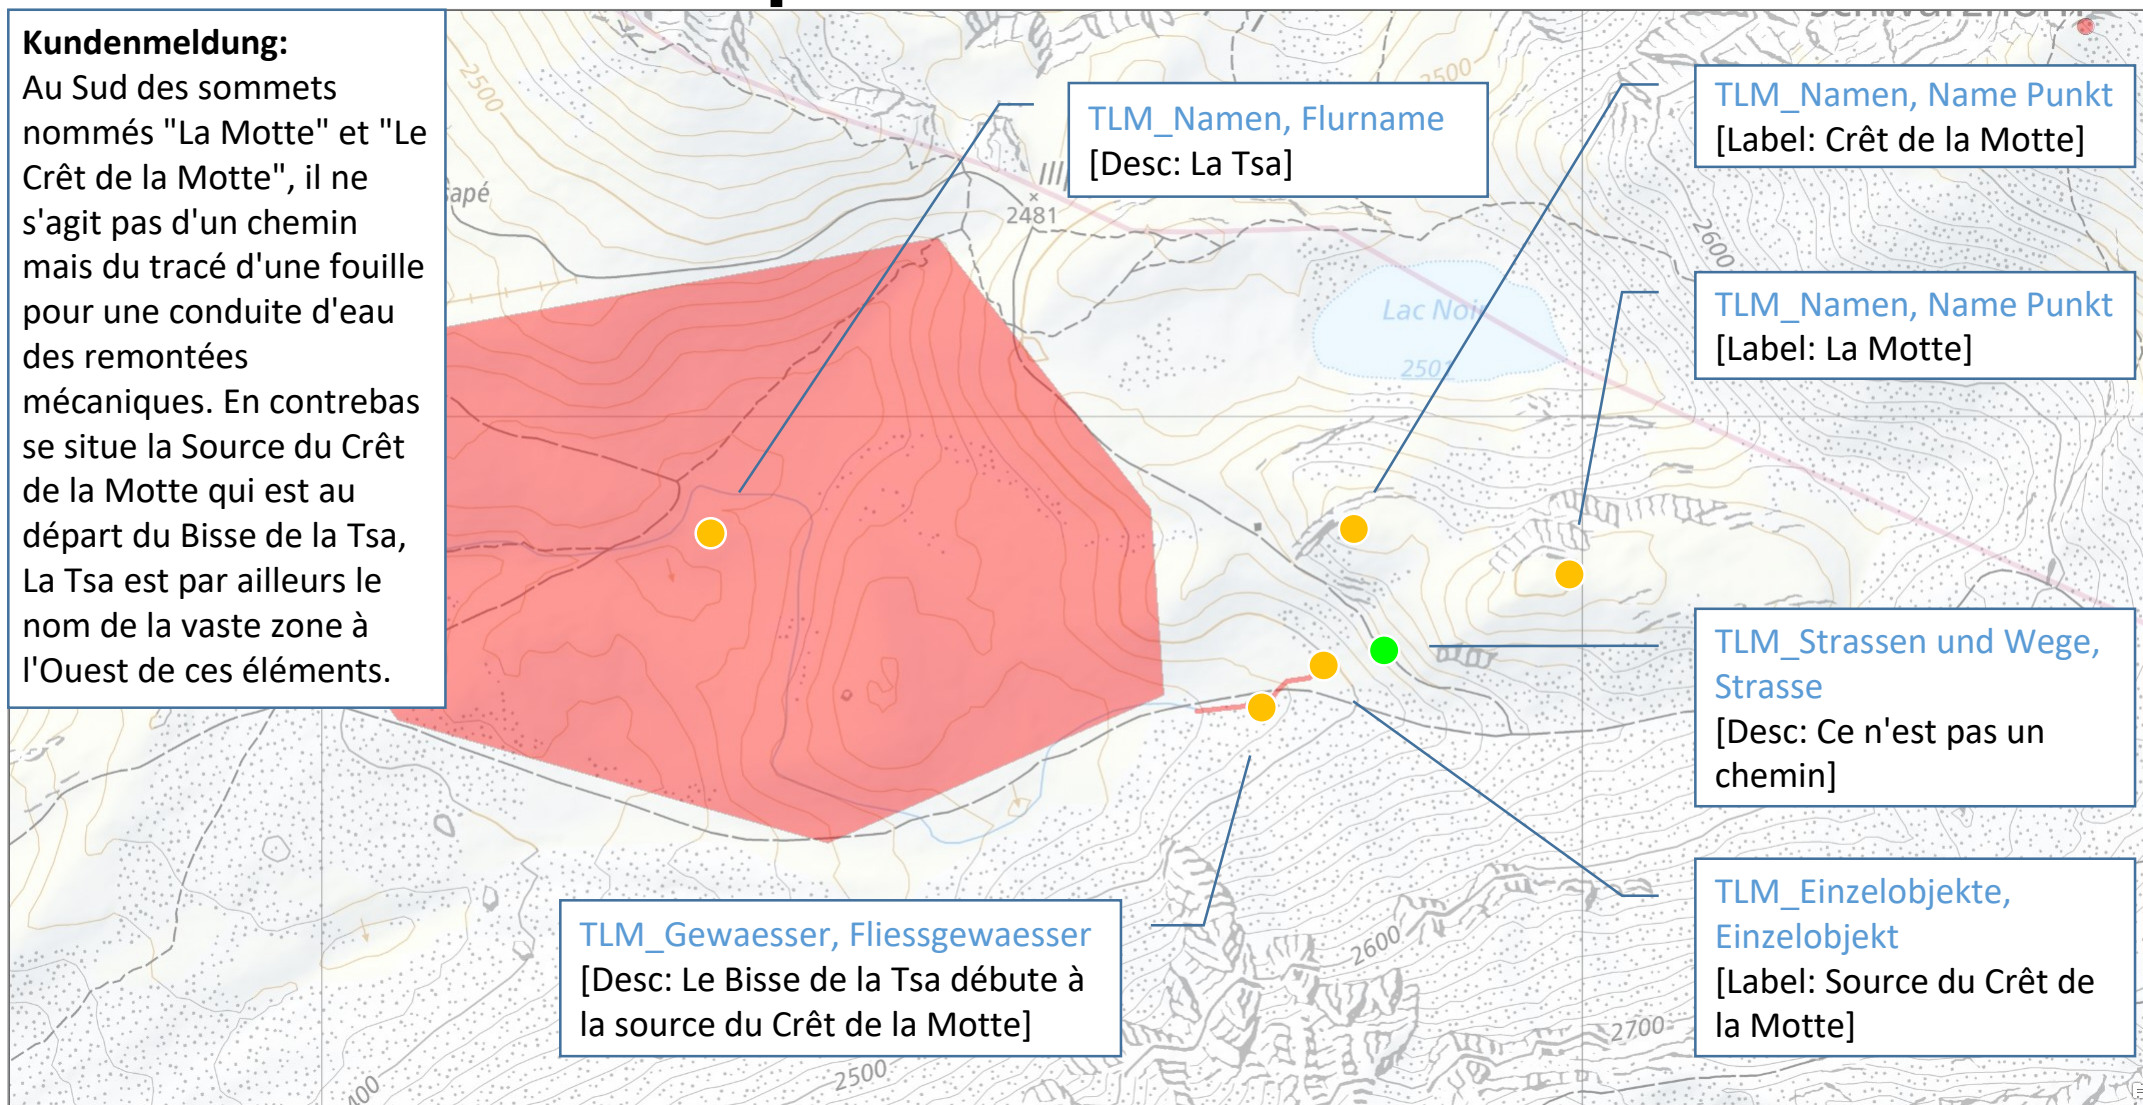 Kundenmeldung:
Au Sud des sommets
nommés "La Motte" et "Le
Crêt de la Motte", il ne
s'agit pas d'un chemin
mais du tracé d'une fouille
pour une conduite d'eau
des remontées
mécaniques. En contrebas
se situe la Source du Crêt
de la Motte qui est au
départ du Bisse de la Tsa,
La Tsa est par ailleurs le
nom de la vaste zone à
l'Ouest de ces éléments.
TLM_Namen, Flurname
[Desc: La Tsa]
TLM_Namen, Name Punkt
[Label: Crêt de la Motte]
TLM_Namen, Name Punkt
[Label: La Motte]
TLM_Strassen und Wege,
Strasse
[Desc: Ce n'est pas un
chemin]
TLM_Einzelobjekte,
Einzelobjekt
[Label: Source du Crêt de
la Motte]
TLM_Gewaesser, Fliessgewaesser
[Desc: Le Bisse de la Tsa débute à
la source du Crêt de la Motte]
2500
2500
2481
2600
Lac Noir
2600
2700
2500